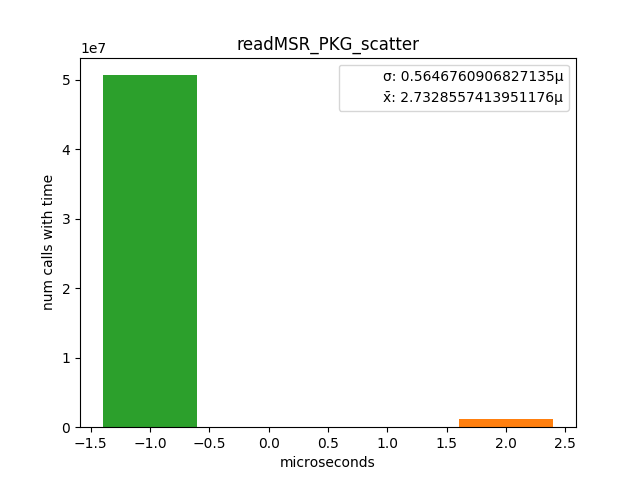 readMSR_PKG_scatter
1e7
σ: 0.5646760906827135μ
x̄: 2.7328557413951176μ
5
4
3
2
1
0
num calls with time
−1.5 −1.0 −0.5 0.0 0.5 1.0 1.5 2.0 2.5
microseconds